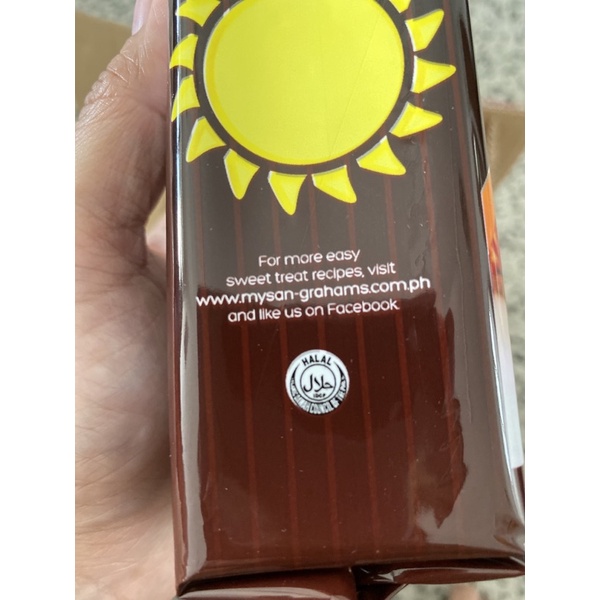 For more easy
sweet treat recipes, visit
www.mysan-grahams.com.ph
and like us on Facebook
HALAL
حلال